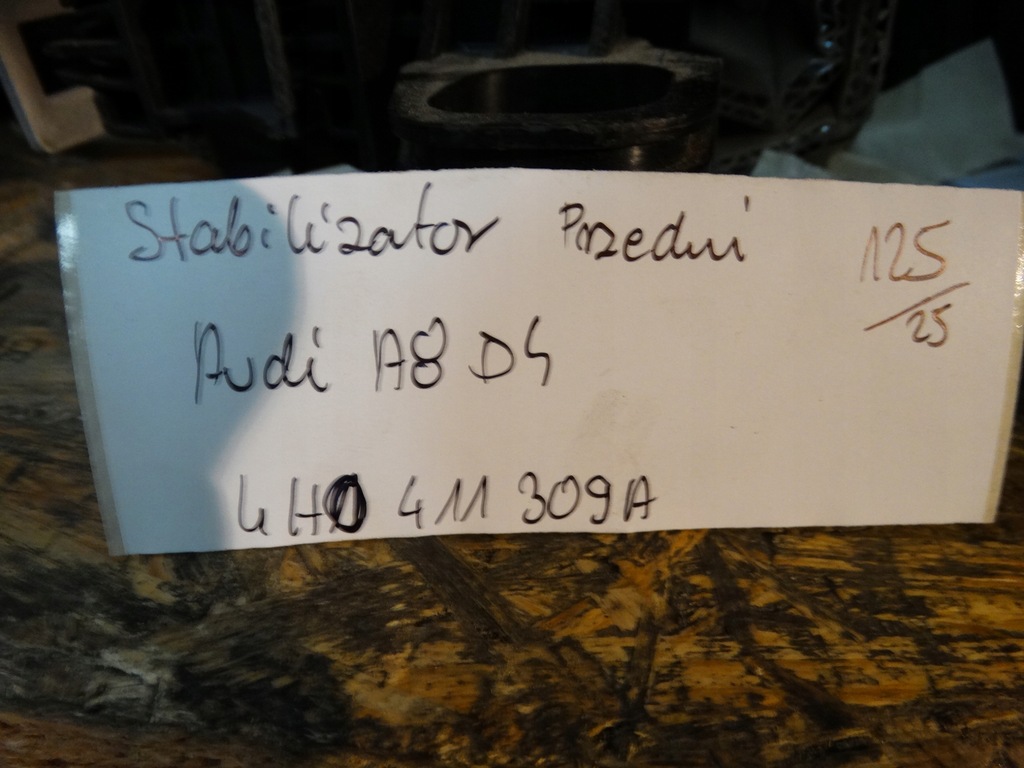 Stabilizator Przedni
125
/25
Audi A8 D4
4H0 411 309A